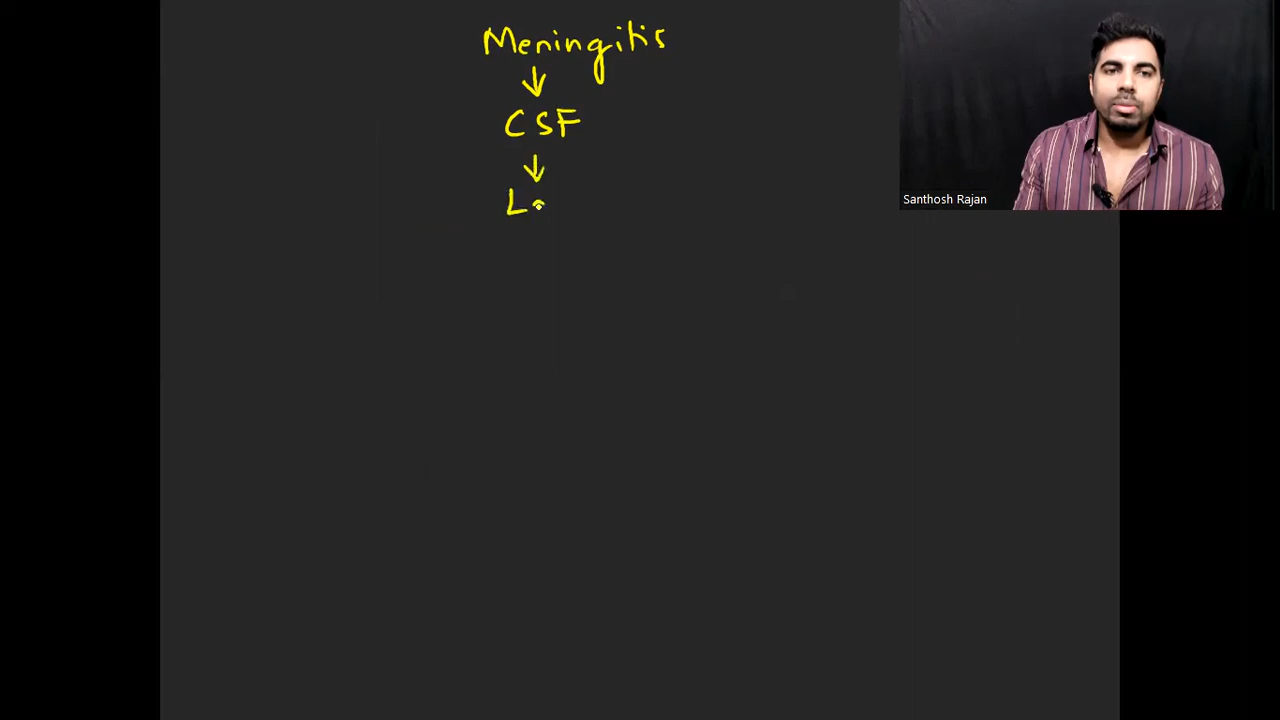 Meningitis
↓
CSF
↓
L
Santhosh Rajan